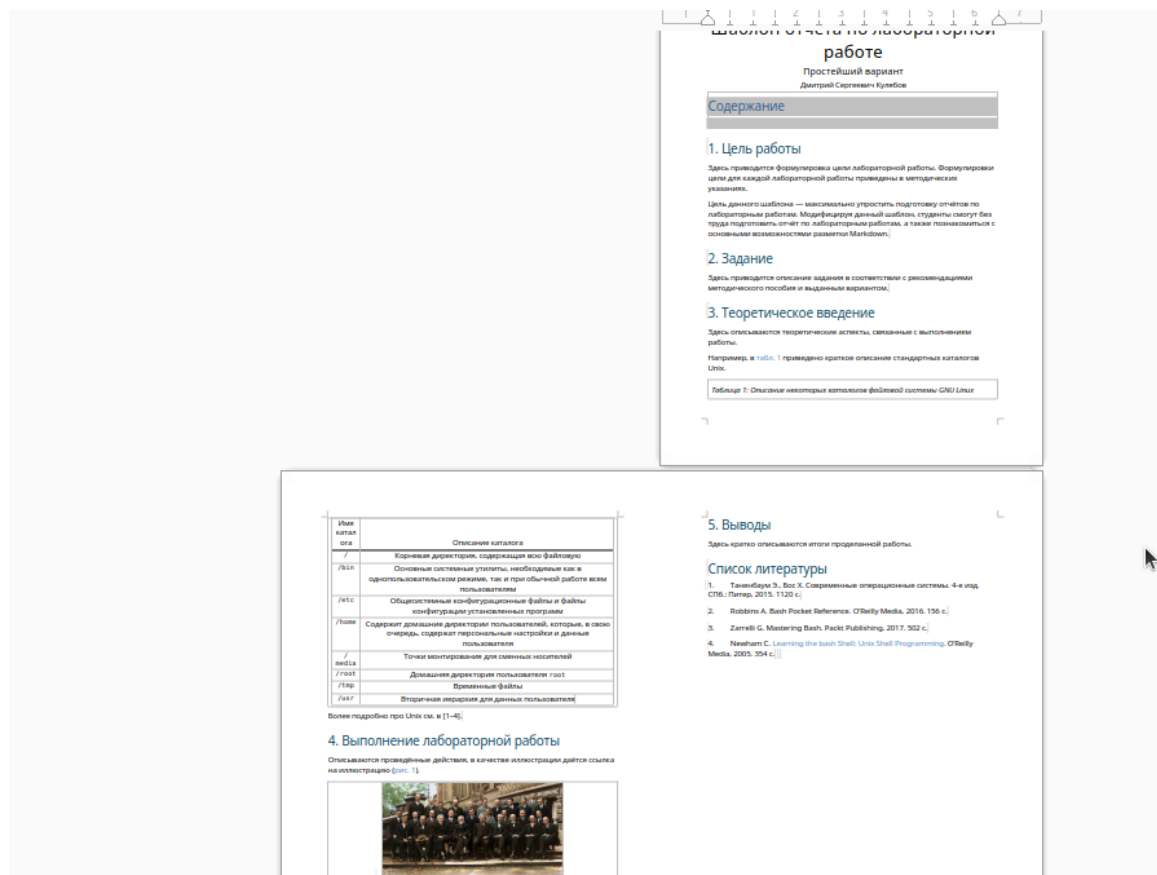 1 1 2 3 4 5 6 7
Шаблон отчёта по лабораторной
работе
Простейший вариант
Дмитрий Сергеевич Кулябов
Содержание
1. Цель работы
Здесь приводится формулировка цели лабораторной работы. Формулировки
цели для каждой лабораторной работы приведены в методических
указаниях.
Цель данного шаблона — максимально упростить подготовку отчётов по
лабораторным работам. Модифицируя данный шаблон, студенты смогут без
труда подготовить отчёт по лабораторным работам, а также познакомиться с
основными возможностями разметки Markdown.
2. Задание
Здесь приводится описание задания в соответствии с рекомендациями
методического пособия и выданным вариантом.
3. Теоретическое введение
Здесь описываются теоретические аспекты, связанные с выполнением
работы.
Например, в табл. 1 приведено краткое описание стандартных каталогов
Unix.
Таблица 1: Описание некоторых каталогов файловой системы GNU Linux
Имя
катал
ога
Описание каталога
/ Корневая директория, содержащая всю файловую
/bin Основные системные утилиты, необходимые как в
однопользовательском режиме, так и при обычной работе всем
пользователям
/etc Общесистемные конфигурационные файлы и файлы
конфигурации установленных программ
/home Содержит домашние директории пользователей, которые, в свою
очередь, содержат персональные настройки и данные
пользователя
/ Точки монтирования для сменных носителей
media
/root Домашняя директория пользователя root
/tmp Временные файлы
/usr Вторичная иерархия для данных пользователя
Более подробно про Unix см. в [1–4].
4. Выполнение лабораторной работы
Описываются проведённые действия, в качестве иллюстрации даётся ссылка
на иллюстрацию (рис. 1).
5. Выводы
Здесь кратко описываются итоги проделанной работы.
Список литературы
1. Таненбаум Э., Бос Х. Современные операционные системы. 4-е изд.
СПб.: Питер, 2015. 1120 с.
2. Robbins A. Bash Pocket Reference. O'Reilly Media, 2016. 156 с.
3. Zarrelli G. Mastering Bash. Packt Publishing, 2017. 502 с.
4. Newham C. Learning the bash Shell: Unix Shell Programming. O'Reilly
Media, 2005. 354 с.